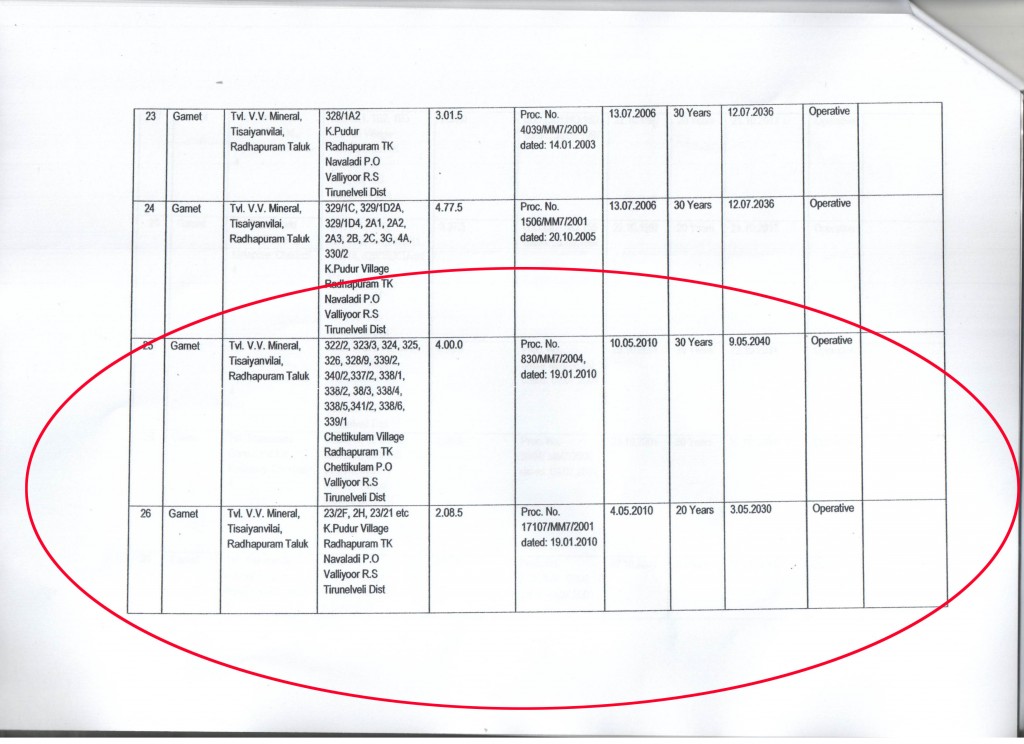 23
Garnet
Tvl. V.V. Mineral,
Tisaiyanvilai,
Radhapuram Taluk
328/1A2
K.Pudur
Radhapuram TK
Navaladi P.O
Valliyoor R.S
Tirunelveli Dist
3.01.5
Proc. No.
4039/MM7/2000
dated: 14.01.2003
13.07.2006
30 Years
12.07.2036
Operative
24
Garnet
Tvl. V.V. Mineral,
Tisaiyanvilai,
Radhapuram Taluk
329/1C, 329/1D2A,
329/1D4, 2A1, 2A2,
2A3, 2B, 2C, 3G, 4A,
330/2
K.Pudur Village
Radhapuram TK
Navaladi P.O
Valliyoor R.S
Tirunelveli Dist
4.77.5
Proc. No.
1506/MM7/2001
dated: 20.10.2005
13.07.2006
30 Years
12.07.2036
Operative
25
Garnet
Tvl. V.V. Mineral,
Tisaiyanvilai,
Radhapuram Taluk
322/2, 323/3, 324, 325,
326, 328/9, 339/2,
340/2,337/2, 338/1,
336/2, 38/3, 338/4,
338/5,341/2, 338/6,
339/1
Chettikulam Village
Radhapuram TK
Chettikulam P.O
Valliyoor R.S
Tirunelveli Dist
4.00.0
Proc. No.
830/MM7/2004,
dated: 19.01.2010
10.05.2010
30 Years
9.05.2040
Operative
26
Garnet
Tvl. V.V. Mineral,
Tisaiyanvilai,
Radhapuram Taluk
23/2F, 2H, 23/21 etc
K.Pudur Village
Radhapuram TK
Navaladi P.O
Valliyoor R.S
Tirunelveli Dist
2.08.5
Proc. No.
17107/MM7/2001
dated: 19.01.2010
4.05.2010
20 Years
3.05.2030
Operative